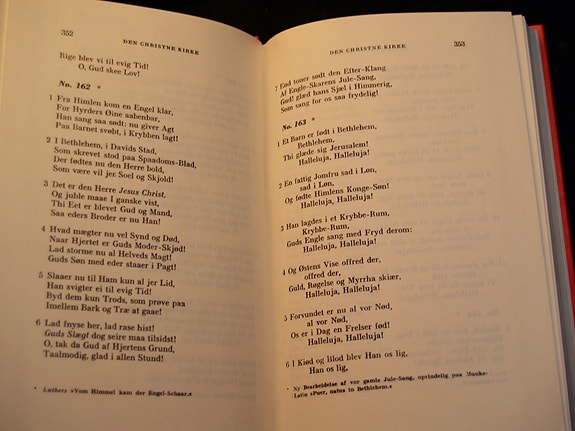 352
DEN CHRISTNE KIRKE
Rige blev vi til evig Tid!
O, Gud skee Lov!
No. 162 *
1 Fra Himlen kom en Engel klar,
For Hyrders Øine aabenbar,
Han sang saa sødt: nu giver Agt
Paa Barnet svøbt, i Krybben lagt!
2 I Bethlehem, i Davids Stad,
Som skrevet stod paa Spaadoms-Blad,
Der fødtes nu den Herre bold,
Som være vil jer Soel og Skjold!
3 Det er den Herre Jesus Christ,
Og juble maae I ganske vist,
Thi Eet er blevet Gud og Mand,
Saa eders Broder er nu Han!
4 Hvad mægter nu vel Synd og Død,
Naar Hjertet er Guds Moder-Skjød!
Lad storme nu al Helveds Magt!
Guds Søn med eder staaer i Pagt!
5 Slaaer nu til Ham kun al jer Lid,
Han svigter ei til evig Tid!
Byd dem kun Trods, som prøve paa
Imellem Bark og Træ at gaae!
6 Lad fnyse her, lad rase hist!
Guds Slægt dog seire maa tilsidst!
O, tak da Gud af Hjertens Grund,
Taalmodig, glad i allen Stund!
* Luthers »Vom Himmel kam der Engel-Schaar.«
DEN CHRISTNE KIRKE
353
7 End toner sødt den Efter-Klang
Af Engle-Skarens Jule-Sang,
Gud! glæd hans Sjæl i Himmerig,
Som sang for os saa frydelig!
No. 163 *
1 Et Barn er født i Bethlehem,
Bethlehem,
Thi glæde sig Jerusalem!
Halleluja, Halleluja!
2 En fattig Jomfru sad i Løn,
sad i Løn,
Og fødte Himlens Konge-Søn!
Halleluja, Halleluja!
3 Han lagdes i et Krybbe-Rum,
Krybbe-Rum,
Guds Engle sang med Fryd derom:
Halleluja, Halleluja!
4 Og Østens Vise offred der,
offred der,
Guld, Røgelse og Myrrha skiær,
Halleluja, Halleluja!
5 Forvundet er nu al vor Nød,
al vor Nød,
Os er i Dag en Frelser fød!
Halleluja, Halleluja!
6 I Kiød og Blod blev Han os lig,
Han os lig,
* Ny Bearbeidelse af vor gamle Jule-Sang, oprindelig paa Munke-
Latin »Puer, natus in Bethlehem.«